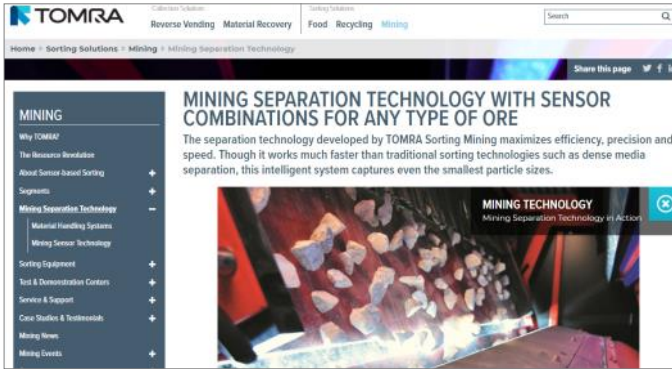 TOMRA
Collection Solutions
Sorting Solutions
Reverse Vending Material Recovery Food Recycling Mining
Search
Home Sorting Solutions Mining Mining Separation Technology
Share this page
MINING
Why TOMRA?
The Resource Revolution
About Sensor-based Sorting +
Segments +
Mining Separation Technology –
Material Handling Systems
Mining Sensor Technology
Sorting Equipment +
Test & Demonstration Centers +
Service & Support +
Case Studies & Testimonials +
Mining News
Mining Events +
MINING SEPARATION TECHNOLOGY WITH SENSOR
COMBINATIONS FOR ANY TYPE OF ORE
The separation technology developed by TOMRA Sorting Mining maximizes efficiency, precision and
speed. Though it works much faster than traditional sorting technologies such as dense media
separation, this intelligent system captures even the smallest particle sizes.
MINING TECHNOLOGY
Mining Separation Technology in Action